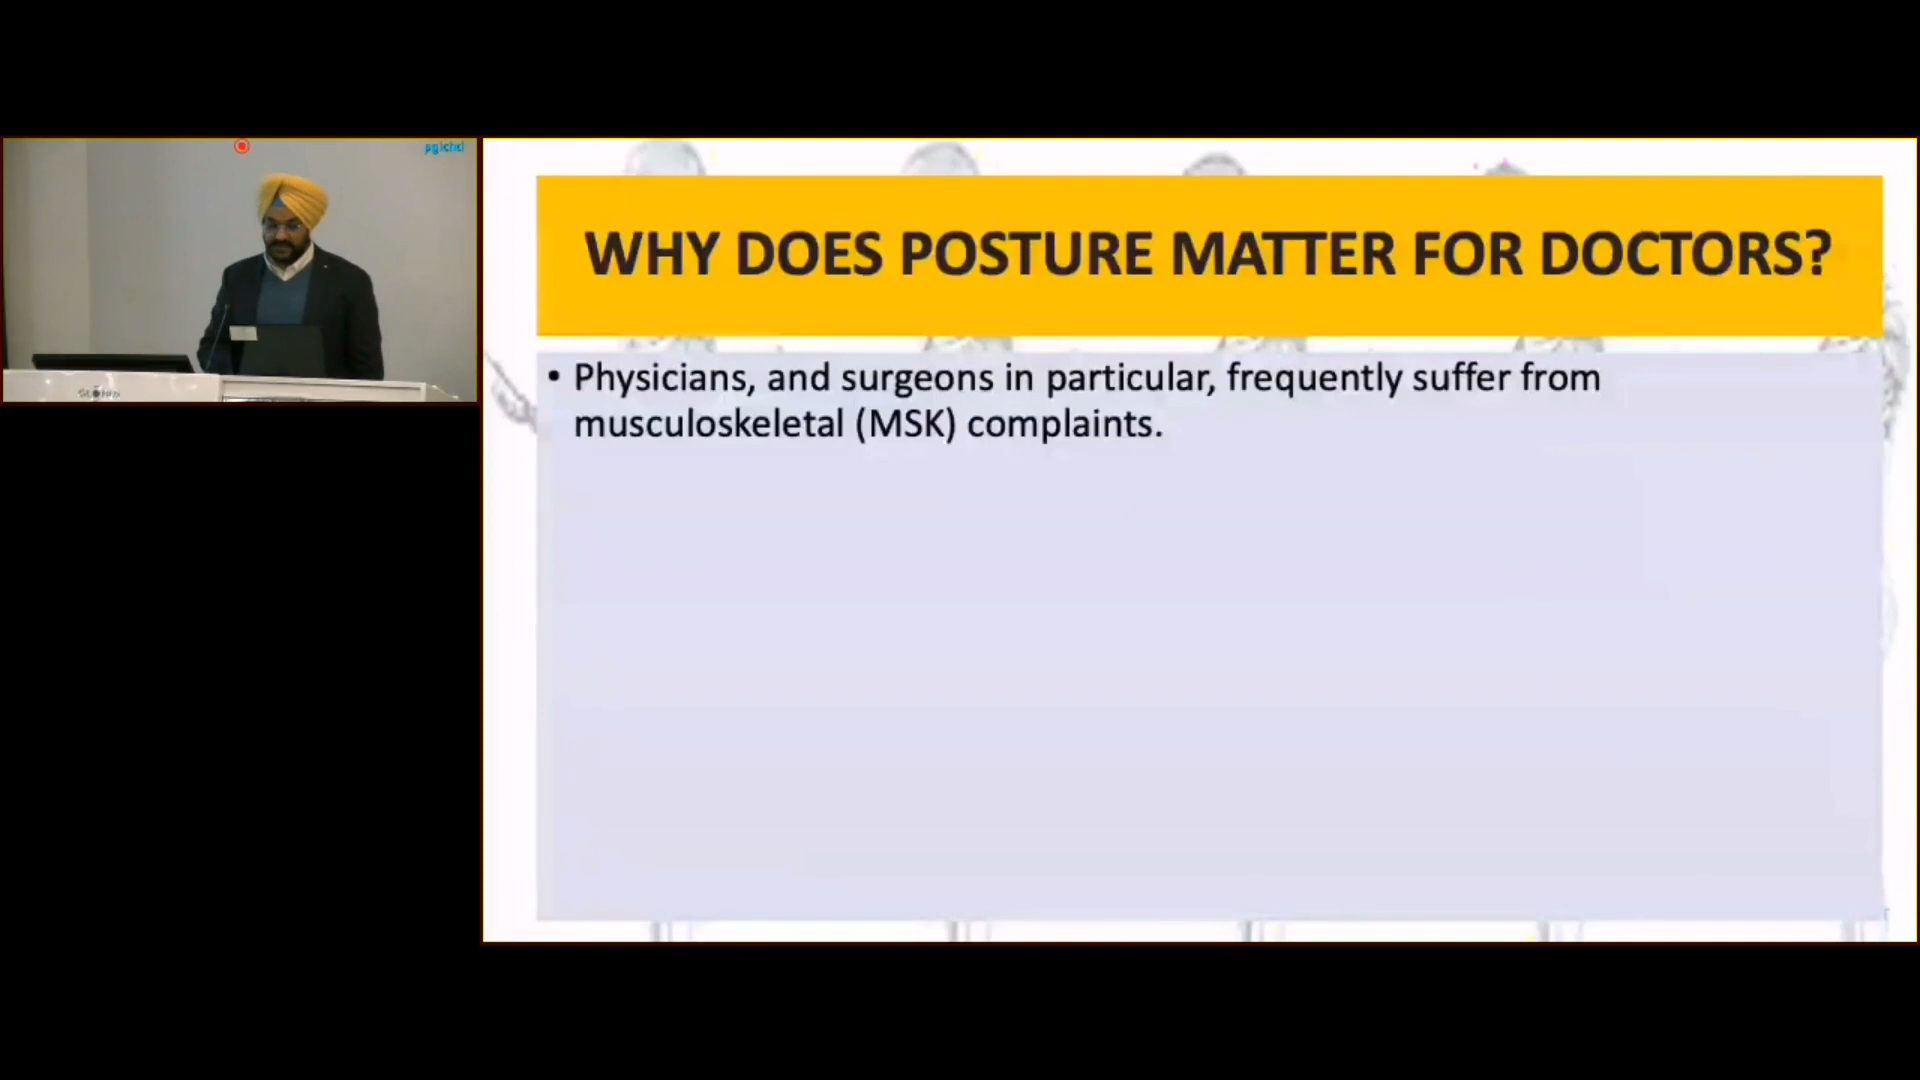 pgichd
WHY DOES POSTURE MATTER FOR DOCTORS?
• Physicians, and surgeons in particular, frequently suffer from
musculoskeletal (MSK) complaints.